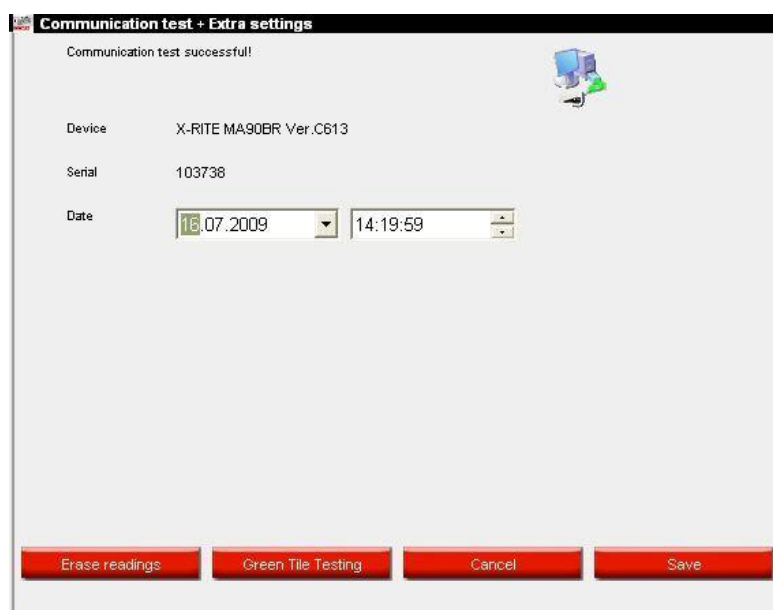 Communication test + Extra settings
Communication test successful!
Device X-RITE MA90BR Ver.C613
Serial 103738
Date 16.07.2009 14:19:59
Erase readings Green Tile Testing Cancel Save